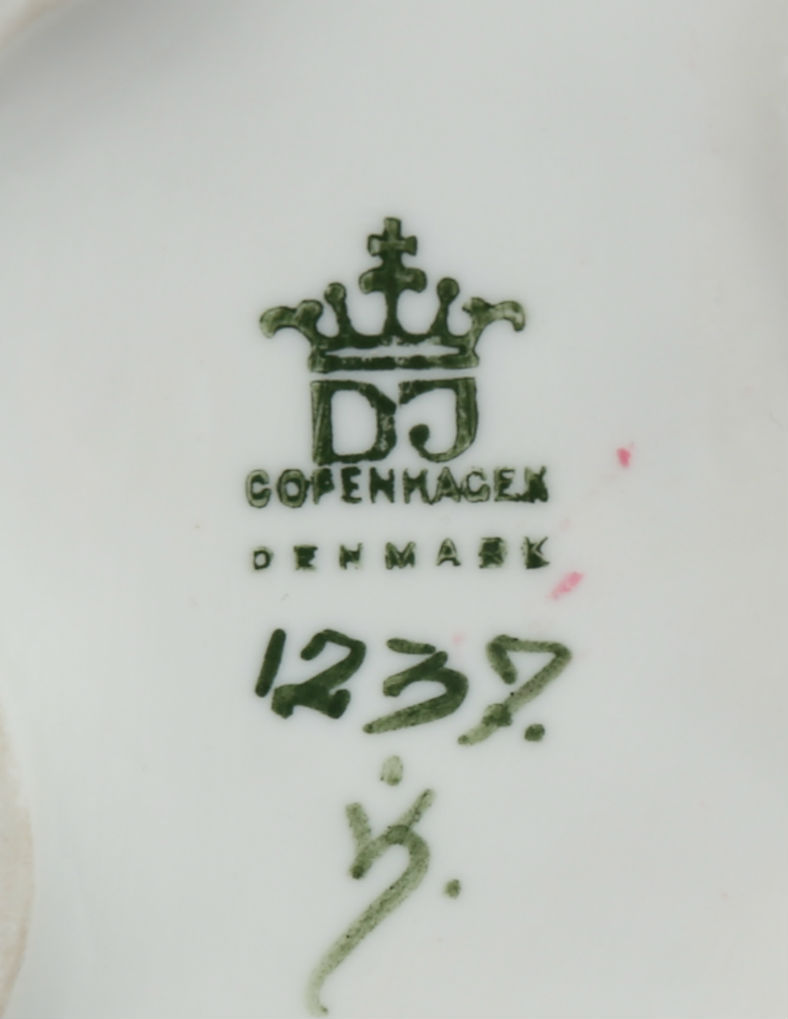 DJ
COPENHAGEN
DENMARK
1237.